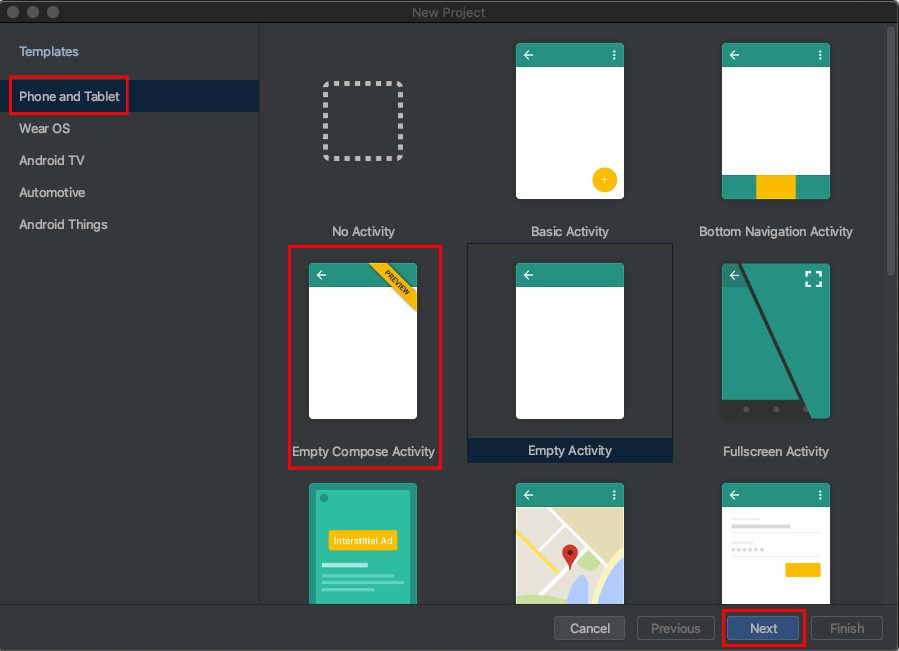 New Project
Templates
Phone and Tablet
Wear OS
Android TV
Automotive
Android Things
No Activity
Basic Activity
Bottom Navigation Activity
PREVIEW
Empty Compose Activity
Empty Activity
Fullscreen Activity
Interstitial Ad
Cancel
Previous
Next
Finish